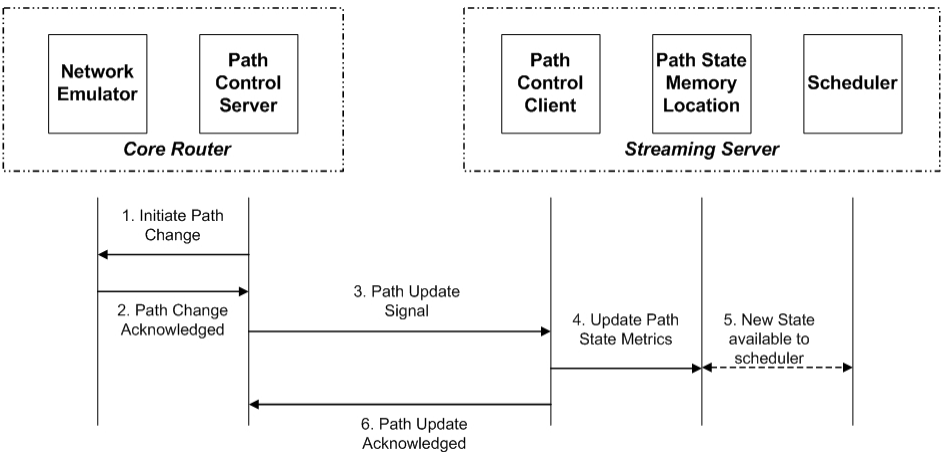 Network
Emulator
Path
Control
Server
Core Router
Path
Control
Client
Path State
Memory
Location
Scheduler
Streaming Server
1. Initiate Path
Change
2. Path Change
Acknowledged
3. Path Update
Signal
4. Update Path
State Metrics
5. New State
available to
scheduler
6. Path Update
Acknowledged